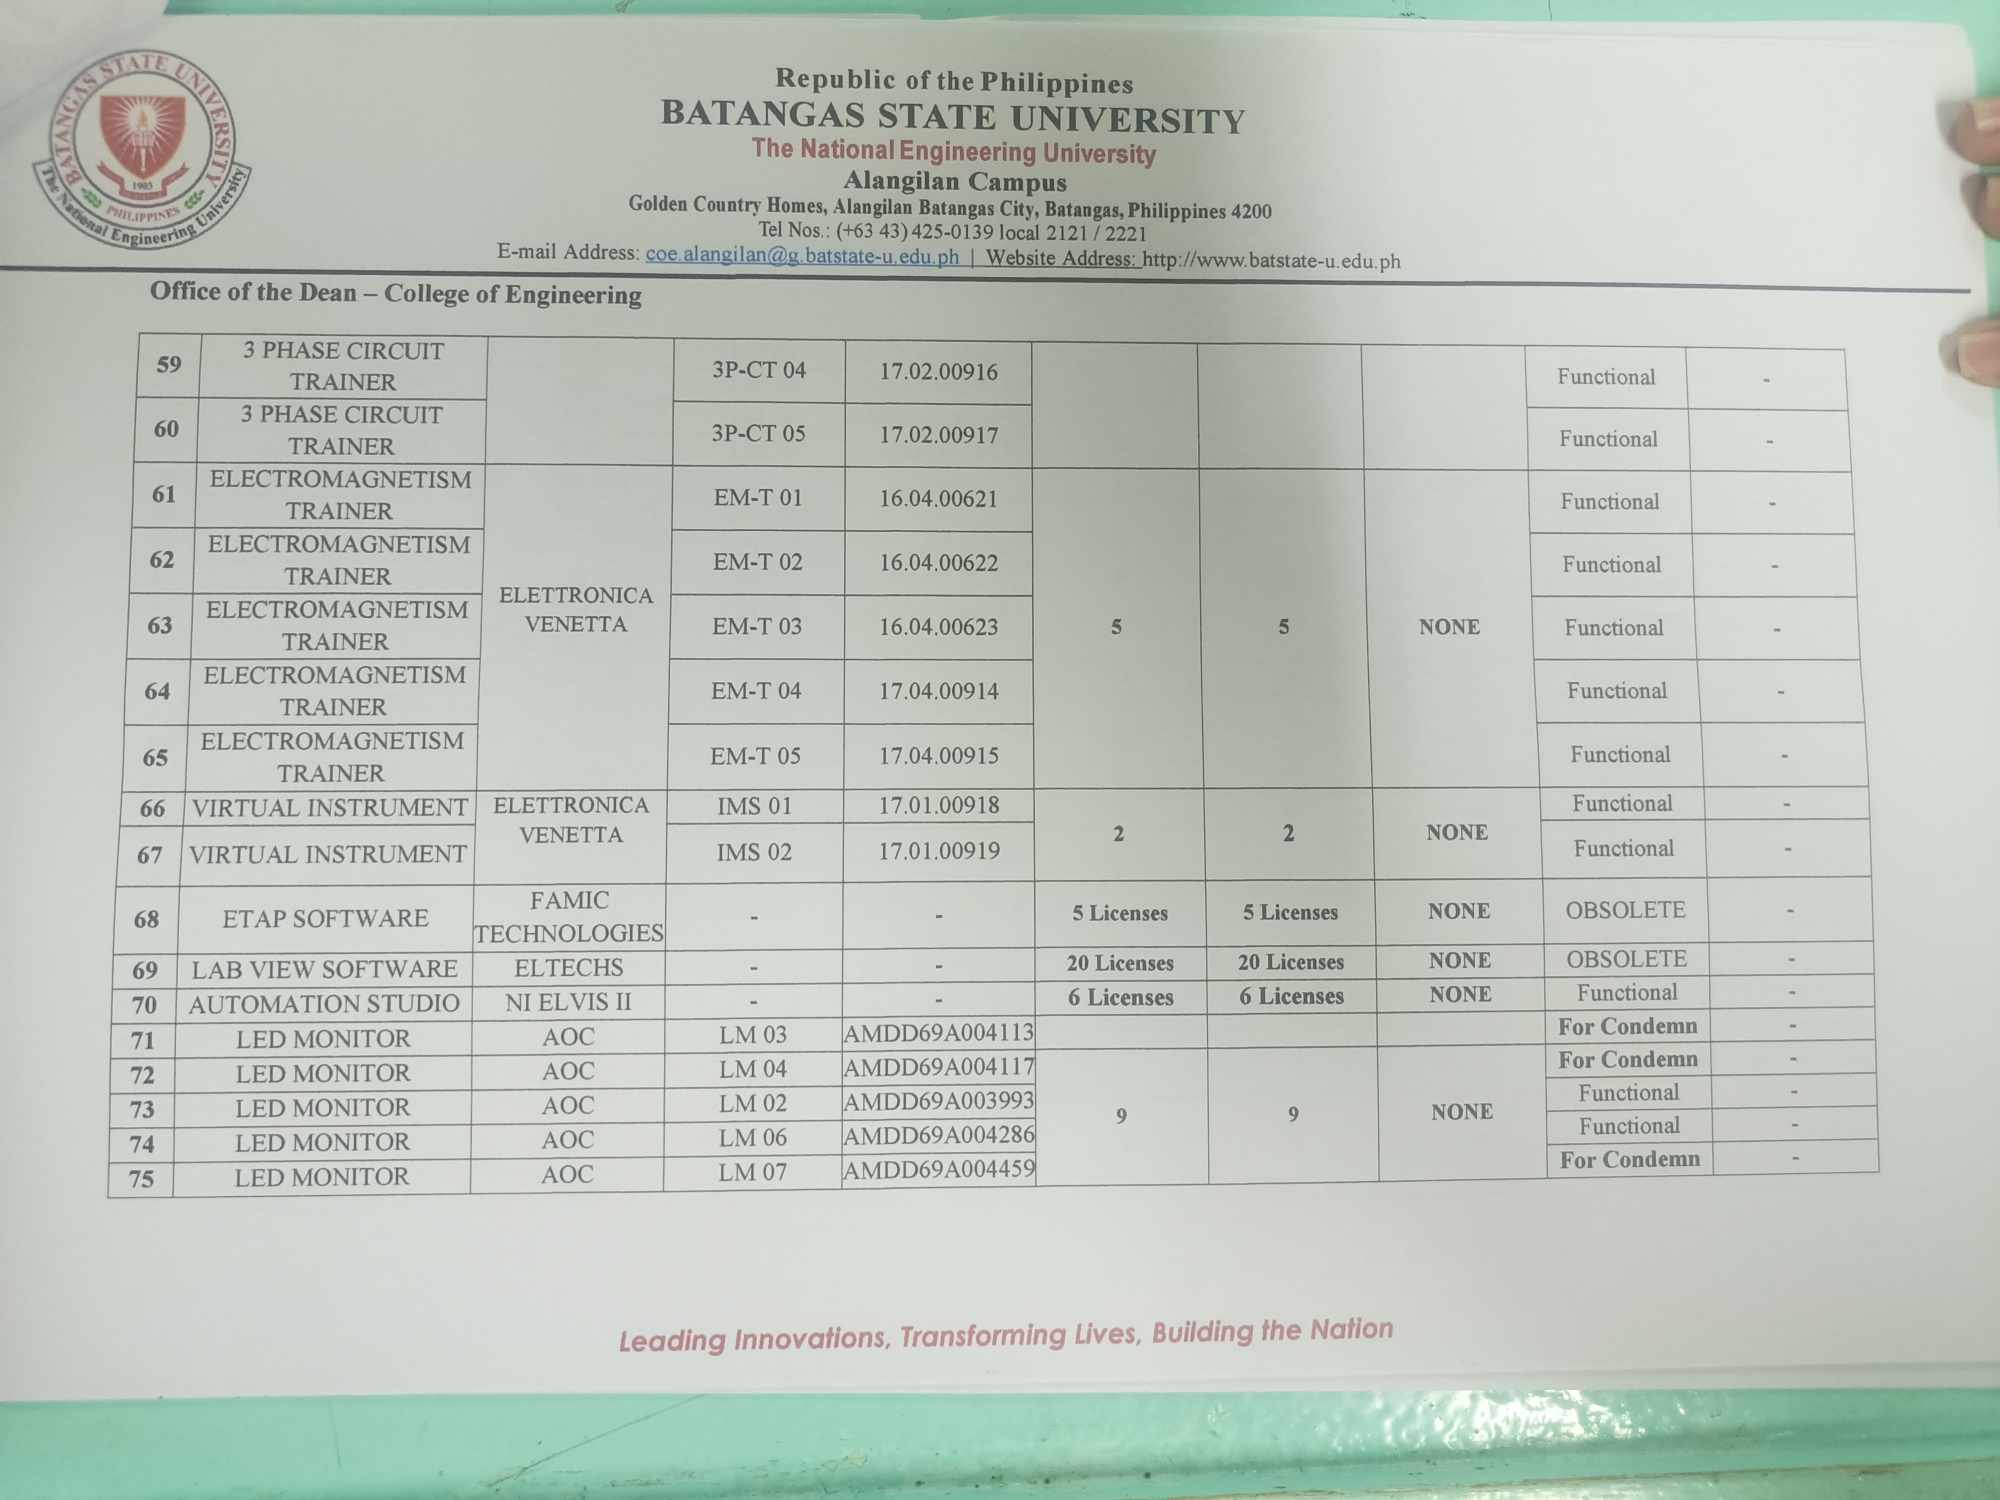 BATANGAS STATE UNIVERSITY
1903
PHILIPPINES
The National Engineering University
Republic of the Philippines
BATANGAS STATE UNIVERSITY
The National Engineering University
Alangilan Campus
Golden Country Homes, Alangilan Batangas City, Batangas, Philippines 4200
Tel Nos.: (+63 43) 425-0139 local 2121 / 2221
E-mail Address: coe.alangilan@g.batstate-u.edu.ph | Website Address: http://www.batstate-u.edu.ph
Office of the Dean – College of Engineering
59 3 PHASE CIRCUIT TRAINER 3P-CT 04 17.02.00916 Functional -
60 3 PHASE CIRCUIT TRAINER 3P-CT 05 17.02.00917 Functional -
61 ELECTROMAGNETISM TRAINER ELETTRONICA VENETTA EM-T 01 16.04.00621 5 5 NONE Functional -
62 ELECTROMAGNETISM TRAINER EM-T 02 16.04.00622 Functional -
63 ELECTROMAGNETISM TRAINER EM-T 03 16.04.00623 Functional -
64 ELECTROMAGNETISM TRAINER EM-T 04 17.04.00914 Functional -
65 ELECTROMAGNETISM TRAINER EM-T 05 17.04.00915 Functional -
66 VIRTUAL INSTRUMENT ELETTRONICA VENETTA IMS 01 17.01.00918 2 2 NONE Functional -
67 VIRTUAL INSTRUMENT IMS 02 17.01.00919 Functional -
68 ETAP SOFTWARE FAMIC TECHNOLOGIES - - 5 Licenses 5 Licenses NONE OBSOLETE -
69 LAB VIEW SOFTWARE ELTECHS - - 20 Licenses 20 Licenses NONE OBSOLETE -
70 AUTOMATION STUDIO NI ELVIS II - - 6 Licenses 6 Licenses NONE Functional -
71 LED MONITOR AOC LM 03 AMDD69A004113 For Condemn -
72 LED MONITOR AOC LM 04 AMDD69A004117 9 9 NONE For Condemn -
73 LED MONITOR AOC LM 02 AMDD69A003993 Functional -
74 LED MONITOR AOC LM 06 AMDD69A004286 Functional -
75 LED MONITOR AOC LM 07 AMDD69A004459 For Condemn -
Leading Innovations, Transforming Lives, Building the Nation